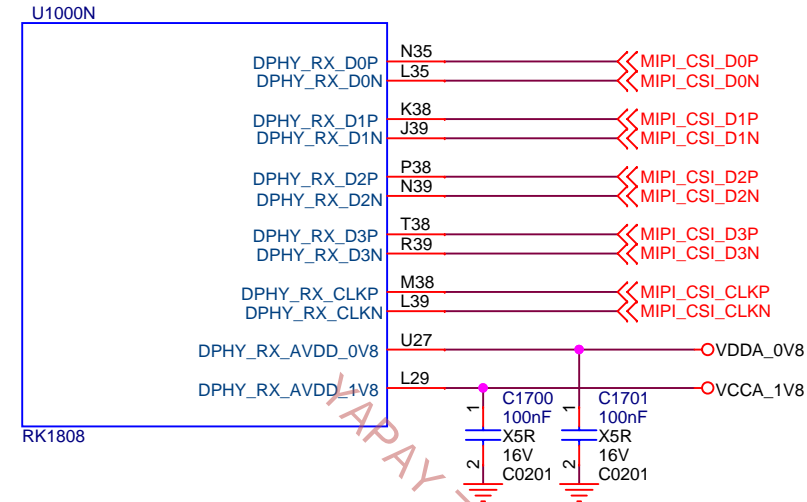 U1000N
DPHY_RX_D0P N35 MIPI_CSI_D0P
DPHY_RX_D0N L35 MIPI_CSI_D0N
DPHY_RX_D1P K38 MIPI_CSI_D1P
DPHY_RX_D1N J39 MIPI_CSI_D1N
DPHY_RX_D2P P38 MIPI_CSI_D2P
DPHY_RX_D2N N39 MIPI_CSI_D2N
DPHY_RX_D3P T38 MIPI_CSI_D3P
DPHY_RX_D3N R39 MIPI_CSI_D3N
DPHY_RX_CLKP M38 MIPI_CSI_CLKP
DPHY_RX_CLKN L39 MIPI_CSI_CLKN
DPHY_RX_AVDD_0V8 U27 VDDA_0V8
DPHY_RX_AVDD_1V8 L29 VCCA_1V8
1 C1700 1 C1701
100nF 100nF
X5R X5R
2 16V 2 16V
C0201 C0201
RK1808
YAPAY